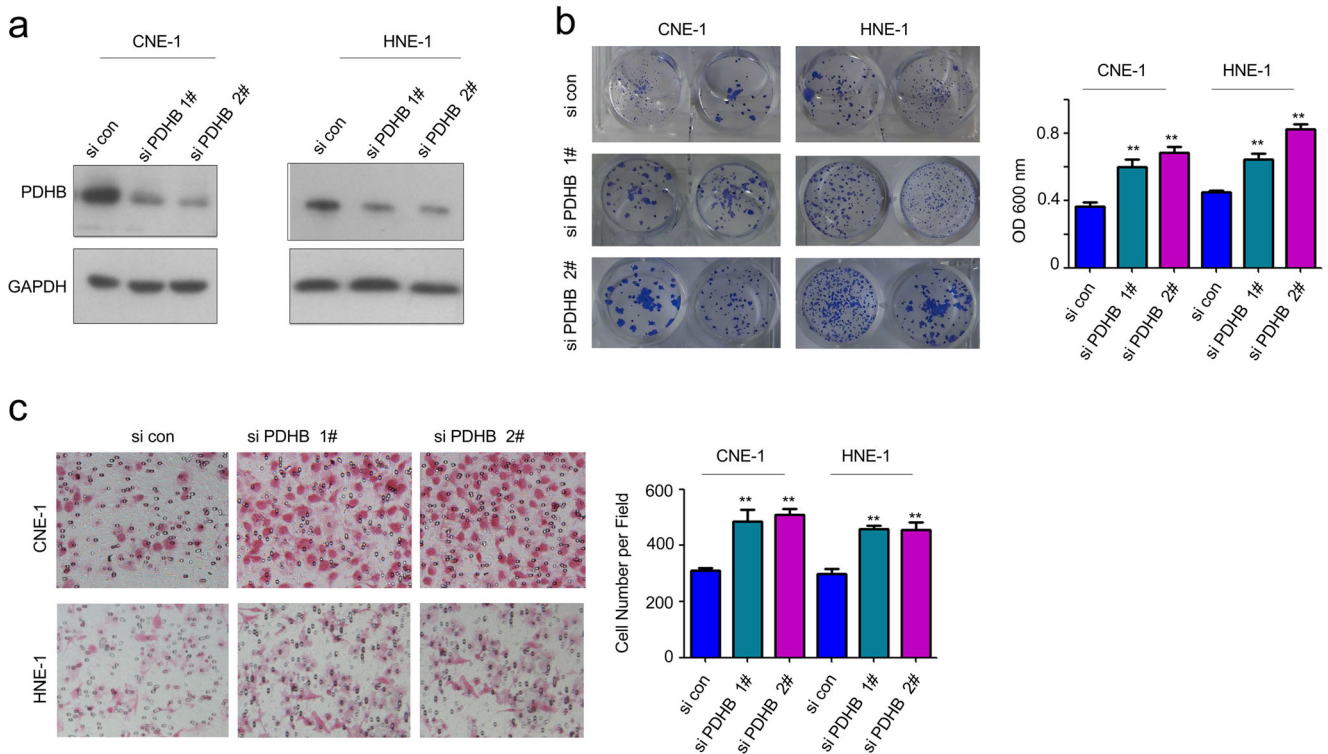 a
CNE-1
HNE-1
si con
si PDHB 1#
si PDHB 2#
si con
si PDHB 1#
si PDHB 2#
PDHB
GAPDH
b
CNE-1
HNE-1
si con
si PDHB 1#
si PDHB 2#
CNE-1
HNE-1
OD 600 nm
0.8
0.4
0
**
**
**
**
si con
si PDHB 1#
si PDHB 2#
si con
si PDHB 1#
si PDHB 2#
c
si con
si PDHB 1#
si PDHB 2#
CNE-1
HNE-1
CNE-1
HNE-1
Cell Number per Field
600
400
200
0
**
**
**
**
si con
si PDHB 1#
si PDHB 2#
si con
si PDHB 1#
si PDHB 2#